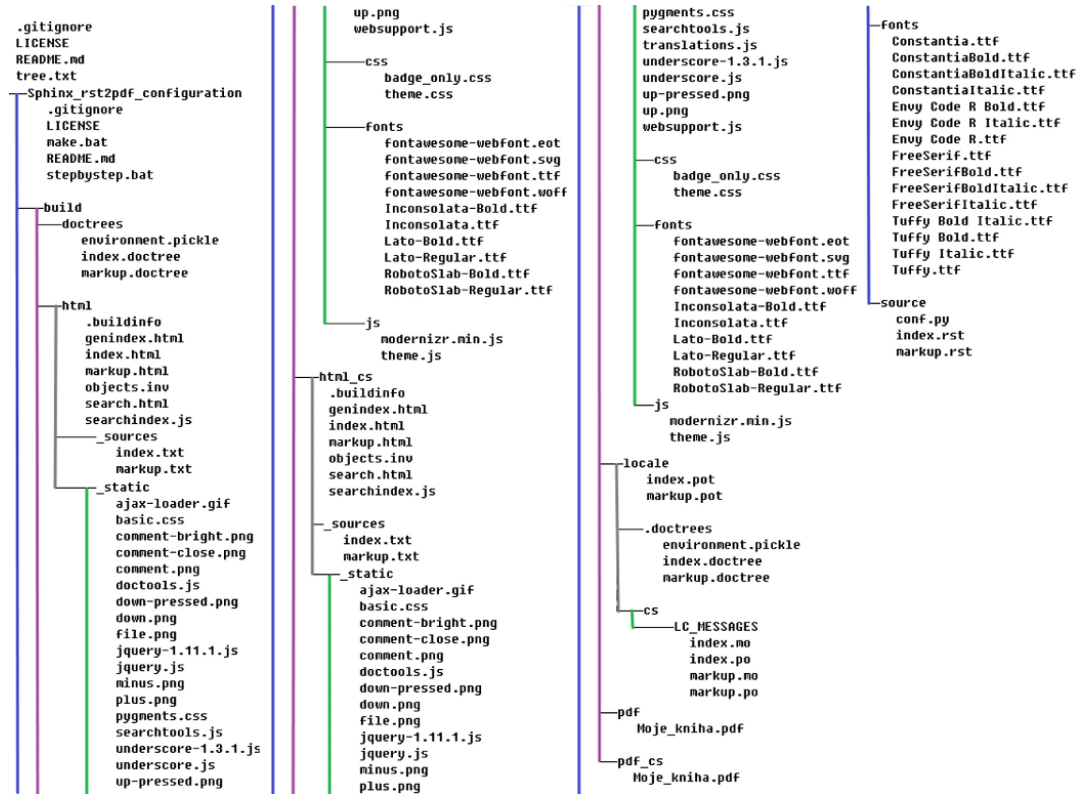 .gitignore
LICENSE
README.md
tree.txt
Sphinx_rst2pdf_configuration
.gitignore
LICENSE
make.bat
README.md
stepbystep.bat
build
doctrees
environment.pickle
index.doctree
markup.doctree
html
.buildinfo
genindex.html
index.html
markup.html
objects.inv
search.html
searchindex.js
_sources
index.txt
markup.txt
_static
ajax-loader.gif
basic.css
comment-bright.png
comment-close.png
comment.png
doctools.js
down-pressed.png
down.png
file.png
jquery-1.11.1.js
jquery.js
minus.png
plus.png
pygments.css
searchtools.js
underscore-1.3.1.js
underscore.js
up-pressed.png
up.png
websupport.js
css
badge_only.css
theme.css
fonts
fontawesome-webfont.eot
fontawesome-webfont.svg
fontawesome-webfont.ttf
fontawesome-webfont.woff
Inconsolata-Bold.ttf
Inconsolata.ttf
Lato-Bold.ttf
Lato-Regular.ttf
RobotoSlab-Bold.ttf
RobotoSlab-Regular.ttf
js
modernizr.min.js
theme.js
html_cs
.buildinfo
genindex.html
index.html
markup.html
objects.inv
search.html
searchindex.js
_sources
index.txt
markup.txt
_static
ajax-loader.gif
basic.css
comment-bright.png
comment-close.png
comment.png
doctools.js
down-pressed.png
down.png
file.png
jquery-1.11.1.js
jquery.js
minus.png
plus.png
pygments.css
searchtools.js
translations.js
underscore-1.3.1.js
underscore.js
up-pressed.png
up.png
websupport.js
css
badge_only.css
theme.css
fonts
fontawesome-webfont.eot
fontawesome-webfont.svg
fontawesome-webfont.ttf
fontawesome-webfont.woff
Inconsolata-Bold.ttf
Inconsolata.ttf
Lato-Bold.ttf
Lato-Regular.ttf
RobotoSlab-Bold.ttf
RobotoSlab-Regular.ttf
js
modernizr.min.js
theme.js
locale
index.pot
markup.pot
.doctrees
environment.pickle
index.doctree
markup.doctree
cs
LC_MESSAGES
index.mo
index.po
markup.mo
markup.po
pdf
Moje_kniha.pdf
pdf_cs
Moje_kniha.pdf
fonts
Constantia.ttf
ConstantiaBold.ttf
ConstantiaBoldItalic.ttf
ConstantiaItalic.ttf
Envy Code R Bold.ttf
Envy Code R Italic.ttf
Envy Code R.ttf
FreeSerif.ttf
FreeSerifBold.ttf
FreeSerifBoldItalic.ttf
FreeSerifItalic.ttf
Tuffy Bold Italic.ttf
Tuffy Bold.ttf
Tuffy Italic.ttf
Tuffy.ttf
source
conf.py
index.rst
markup.rst